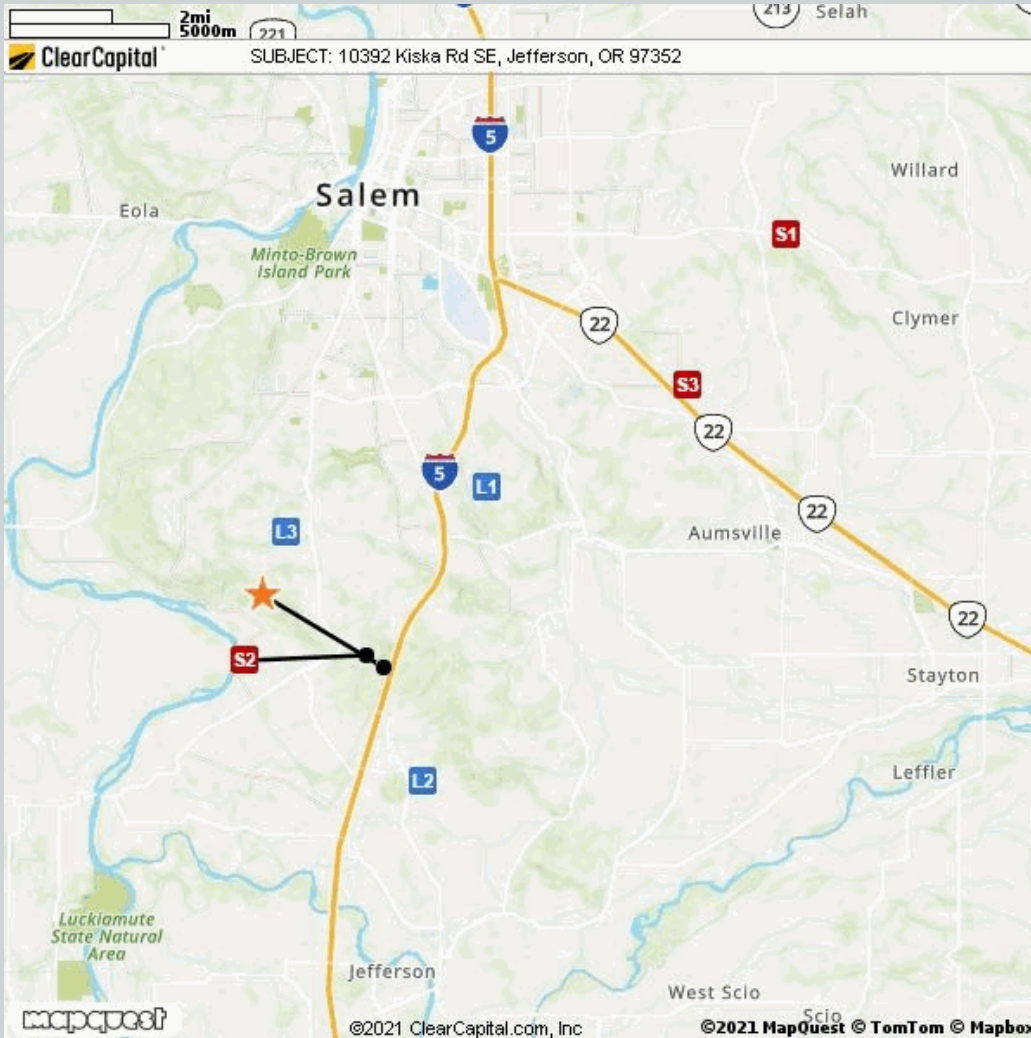 2mi
5000m
221
213
Selah
ClearCapital
SUBJECT: 10392 Kiska Rd SE, Jefferson, OR 97352
5
Willard
Salem
Eola
S1
Minto-Brown
Island Park
22
Clymer
S3
22
5
L1
22
L3
Aumsville
22
S2
Stayton
L2
Leffler
Luckiamute
State Natural
Area
Jefferson
West Scio
Scio
mapquest
©2021 ClearCapital.com, Inc
©2021 MapQuest © TomTom © Mapbox